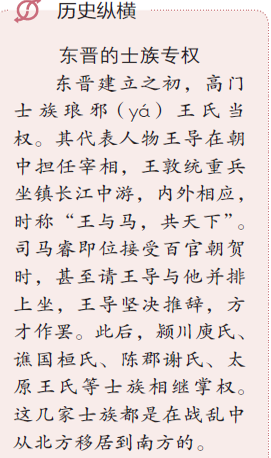 历史纵横
东晋的士族专权
东晋建立之初，高门
士族琅邪（yá）王氏当
权。其代表人物王导在朝
中担任宰相，王敦统重兵
坐镇长江中游，内外相应，
时称“王与马，共天下”。
司马睿即位接受百官朝贺
时，甚至请王导与他并排
上坐，王导坚决推辞，方
才作罢。此后，颍川庾氏、
谯国桓氏、陈郡谢氏、太
原王氏等士族相继掌权。
这几家士族都是在战乱中
从北方移居到南方的。